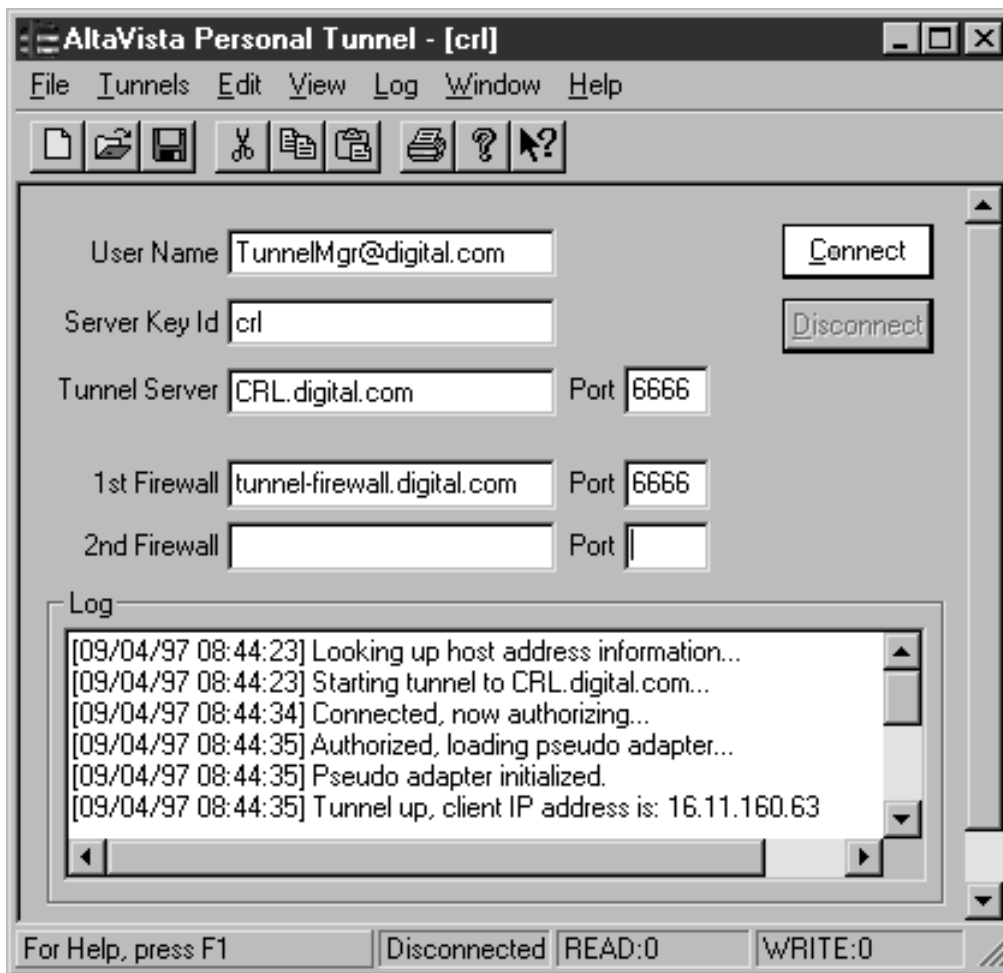 AltaVista Personal Tunnel - [crl]
File Tunnels Edit View Log Window Help
User Name TunnelMgr@digital.com Connect
Server Key Id crl Disconnect
Tunnel Server CRL.digital.com Port 6666
1st Firewall tunnel-firewall.digital.com Port 6666
2nd Firewall Port
Log
[09/04/97 08:44:23] Looking up host address information...
[09/04/97 08:44:23] Starting tunnel to CRL.digital.com...
[09/04/97 08:44:34] Connected, now authorizing...
[09/04/97 08:44:35] Authorized, loading pseudo adapter...
[09/04/97 08:44:35] Pseudo adapter initialized.
[09/04/97 08:44:35] Tunnel up, client IP address is: 16.11.160.63
For Help, press F1 Disconnected READ:0 WRITE:0